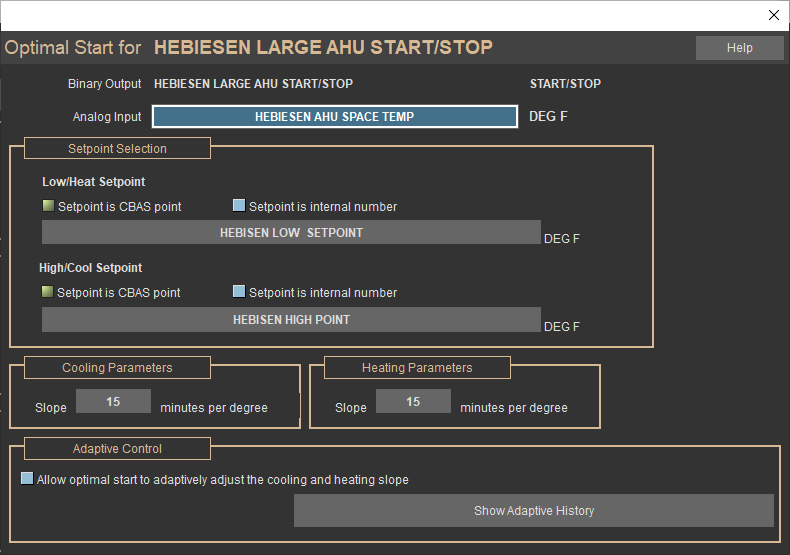 Optimal Start for HEBIESEN LARGE AHU START/STOP Help
Binary Output HEBIESEN LARGE AHU START/STOP START/STOP
Analog Input HEBIESEN AHU SPACE TEMP DEG F
Setpoint Selection
Low/Heat Setpoint
Setpoint is CBAS point Setpoint is internal number
HEBISEN LOW SETPOINT DEG F
High/Cool Setpoint
Setpoint is CBAS point Setpoint is internal number
HEBISEN HIGH POINT DEG F
Cooling Parameters Heating Parameters
Slope 15 minutes per degree Slope 15 minutes per degree
Adaptive Control
Allow optimal start to adaptively adjust the cooling and heating slope
Show Adaptive History